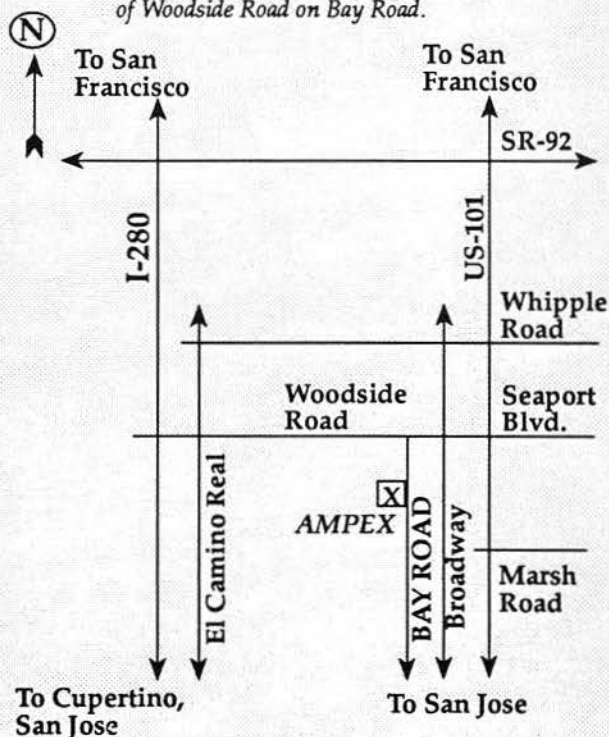 of Woodside Road on Bay Road.
N
To San
Francisco
To San
Francisco
SR-92
I-280
US-101
Whipple
Road
Woodside
Road
Seaport
Blvd.
X
AMPEX
El Camino Real
BAY ROAD
Broadway
Marsh
Road
To Cupertino,
San Jose
To San Jose